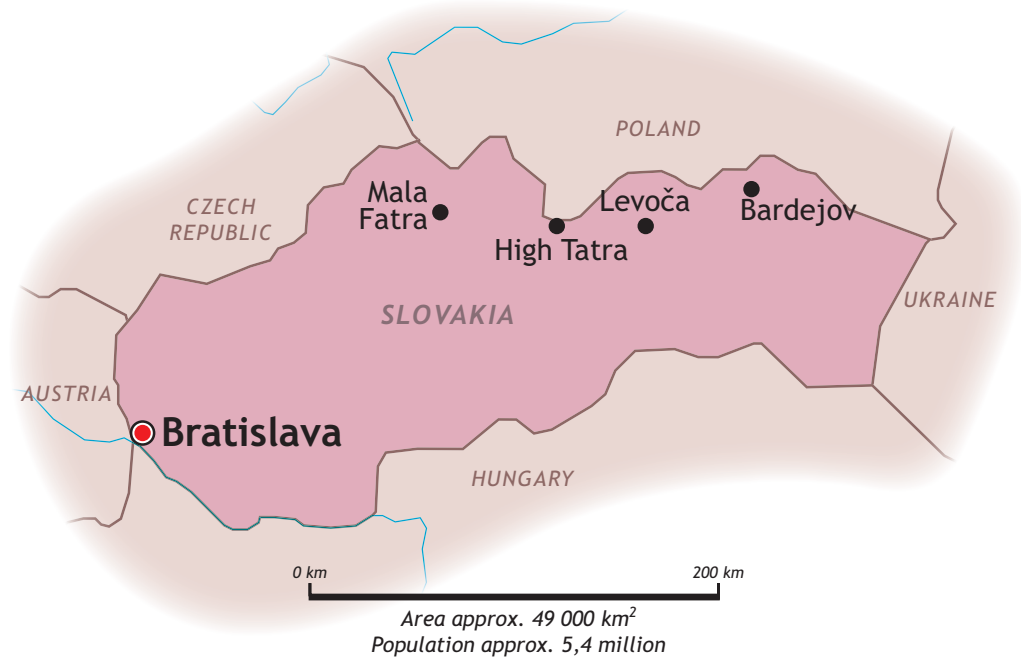 POLAND
Mala
Fatra
Levoča
Bardejov
CZECH
REPUBLIC
High Tatra
UKRAINE
SLOVAKIA
AUSTRIA
Bratislava
HUNGARY
0 km
200 km
Area approx. 49 000 km²
Population approx. 5,4 million